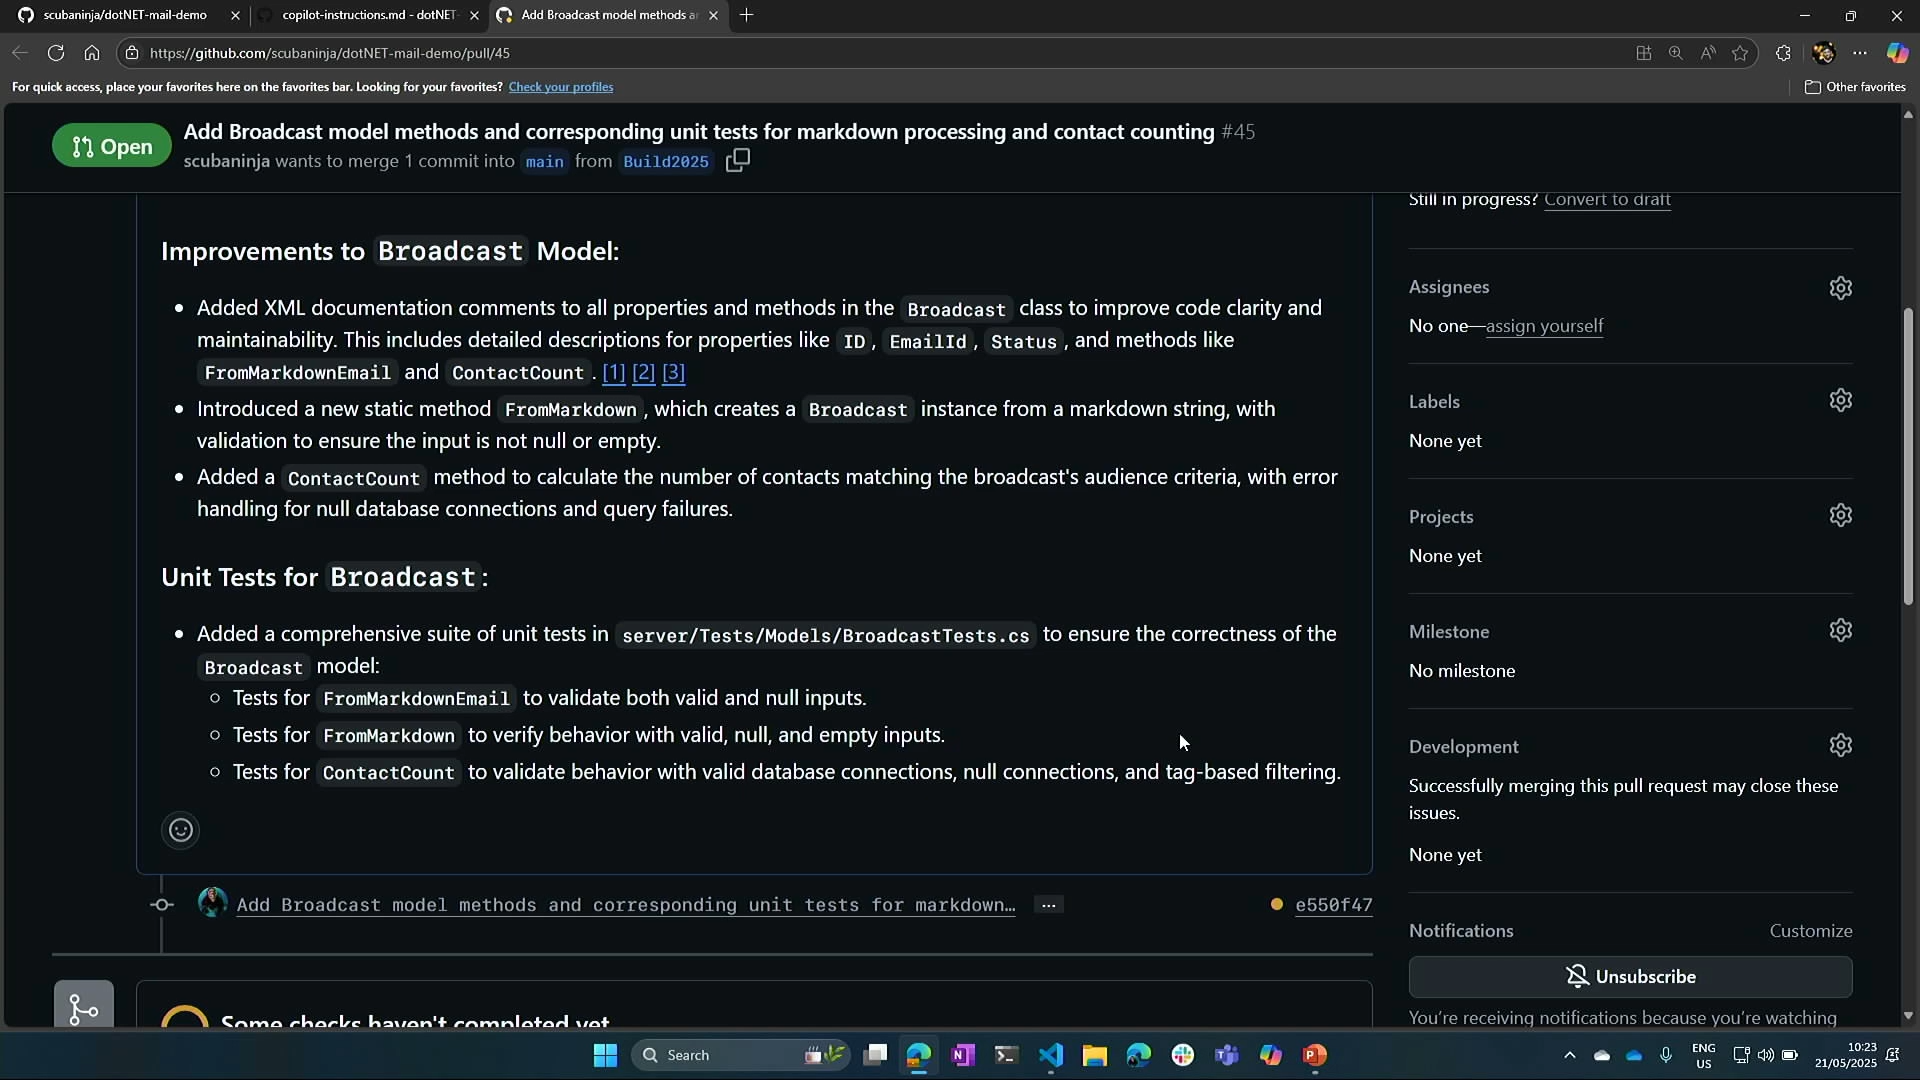 scubaninja/dotNET-mail-demo
copilot-instructions.md - dotNET-
Add Broadcast model methods a
https://github.com/scubaninja/dotNET-mail-demo/pull/45
For quick access, place your favorites here on the favorites bar. Looking for your favorites? Check your profiles
Other favorites
Open
Add Broadcast model methods and corresponding unit tests for markdown processing and contact counting #45
scubaninja wants to merge 1 commit into main from Build2025
Improvements to Broadcast Model:
• Added XML documentation comments to all properties and methods in the Broadcast class to improve code clarity and
maintainability. This includes detailed descriptions for properties like ID , EmailId , Status , and methods like
FromMarkdownEmail and ContactCount . [1] [2] [3]
• Introduced a new static method FromMarkdown , which creates a Broadcast instance from a markdown string, with
validation to ensure the input is not null or empty.
• Added a ContactCount method to calculate the number of contacts matching the broadcast's audience criteria, with error
handling for null database connections and query failures.
Unit Tests for Broadcast:
• Added a comprehensive suite of unit tests in server/Tests/Models/BroadcastTests.cs to ensure the correctness of the
Broadcast model:
Tests for FromMarkdownEmail to validate both valid and null inputs.
Tests for FromMarkdown to verify behavior with valid, null, and empty inputs.
Tests for ContactCount to validate behavior with valid database connections, null connections, and tag-based filtering.
Add Broadcast model methods and corresponding unit tests for markdown… ...
e550f47
Some checks haven't completed yet
Still in progress? Convert to draft
Assignees
No one—assign yourself
Labels
None yet
Projects
None yet
Milestone
No milestone
Development
Successfully merging this pull request may close these
issues.
None yet
Notifications
Customize
Unsubscribe
You're receiving notifications because you're watching
Search
ENG
US
10:23
21/05/2025